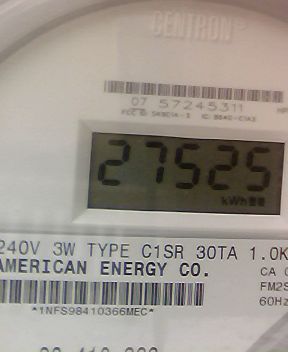 CENTRON®
07 57245311
27525
kWh
240V 3W TYPE C1SR 30TA 1.0K
AMERICAN ENERGY CO.
CA
FM2S
60Hz
*1NFS98410366MEC*